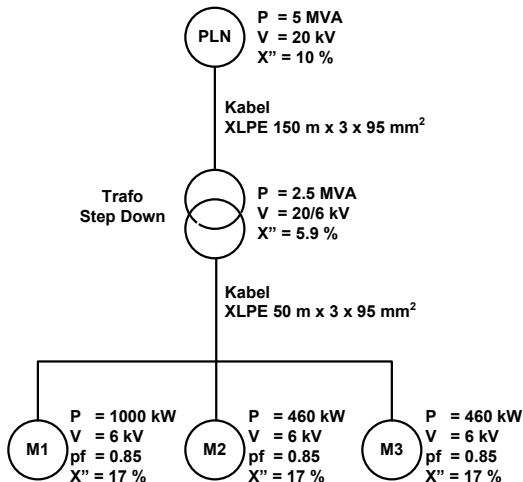 PLN
P = 5 MVA
V = 20 kV
X” = 10 %
Kabel
XLPE 150 m x 3 x 95 mm²
Trafo
Step Down
P = 2.5 MVA
V = 20/6 kV
X” = 5.9 %
Kabel
XLPE 50 m x 3 x 95 mm²
M1
P = 1000 kW
V = 6 kV
pf = 0.85
X” = 17 %
M2
P = 460 kW
V = 6 kV
pf = 0.85
X” = 17 %
M3
P = 460 kW
V = 6 kV
pf = 0.85
X” = 17 %